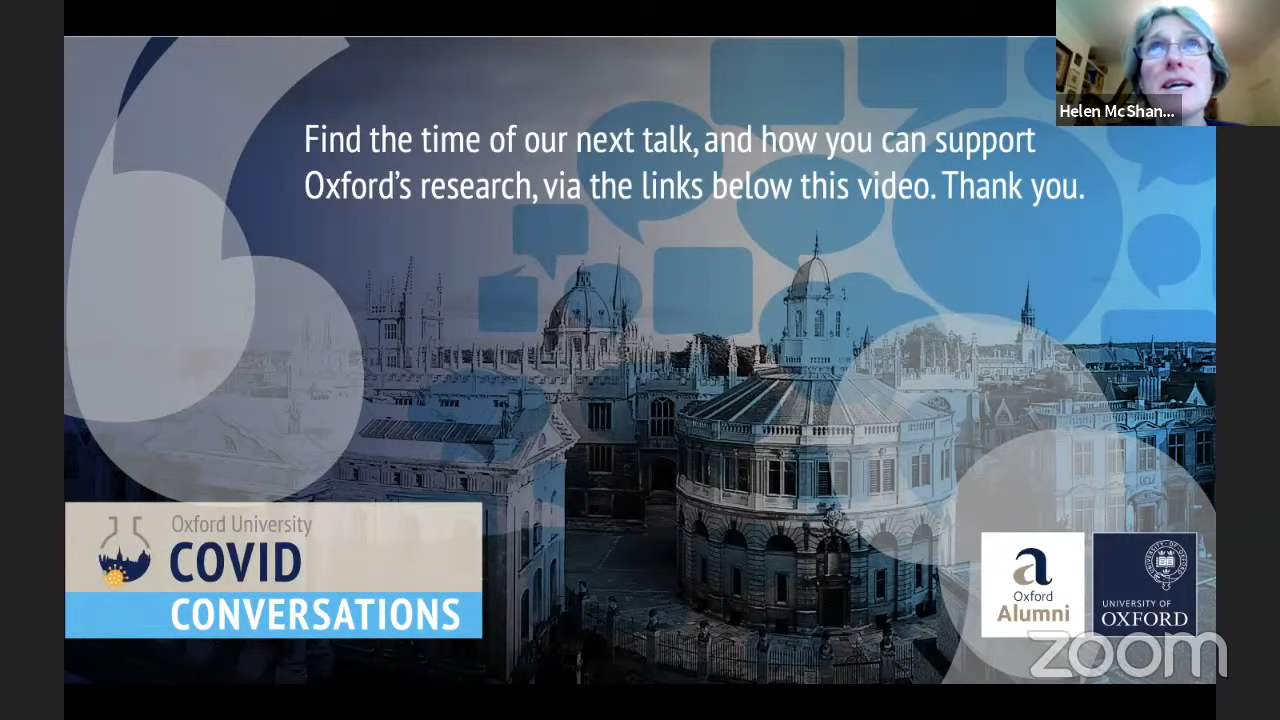 Helen McShan...
Find the time of our next talk, and how you can support
Oxford's research, via the links below this video. Thank you.
Oxford University
COVID
CONVERSATIONS
a
Oxford
Alumni
UNIVERSITY OF
OXFORD
zoom